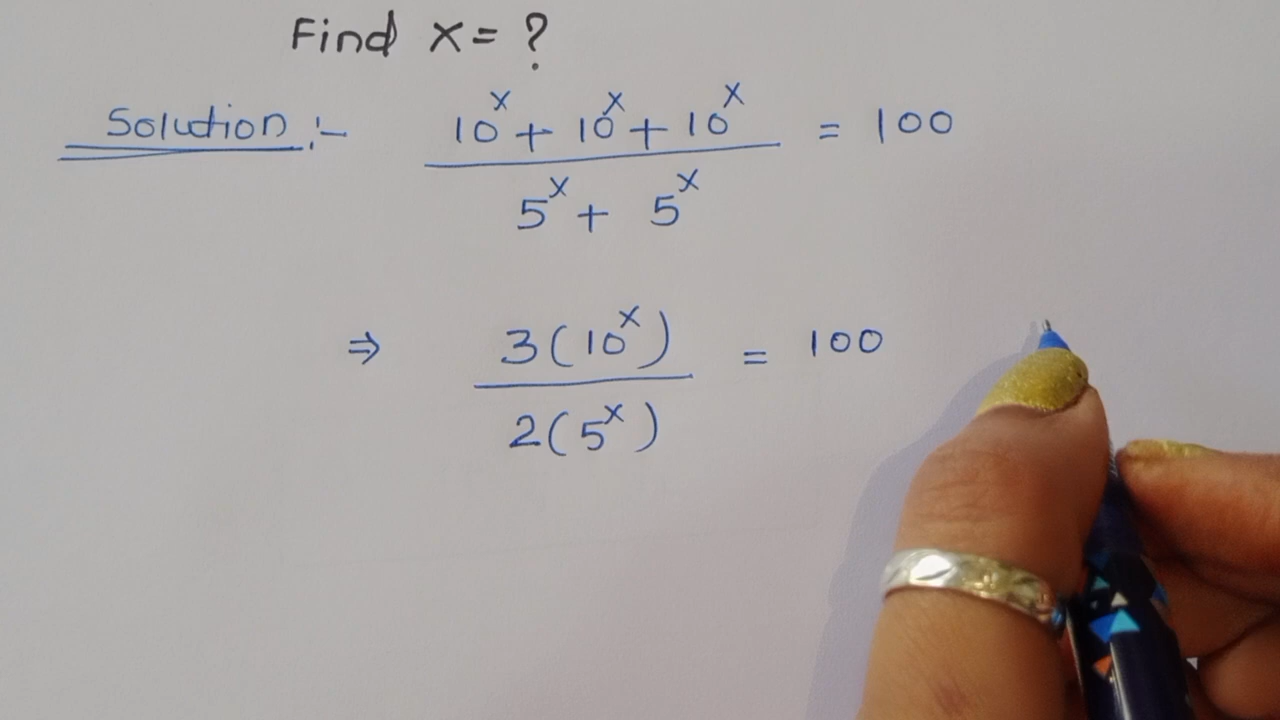 Find x = ?
Solution :- 10^x + 10^x + 10^x / 5^x + 5^x = 100
⇒ 3(10^x) / 2(5^x) = 100